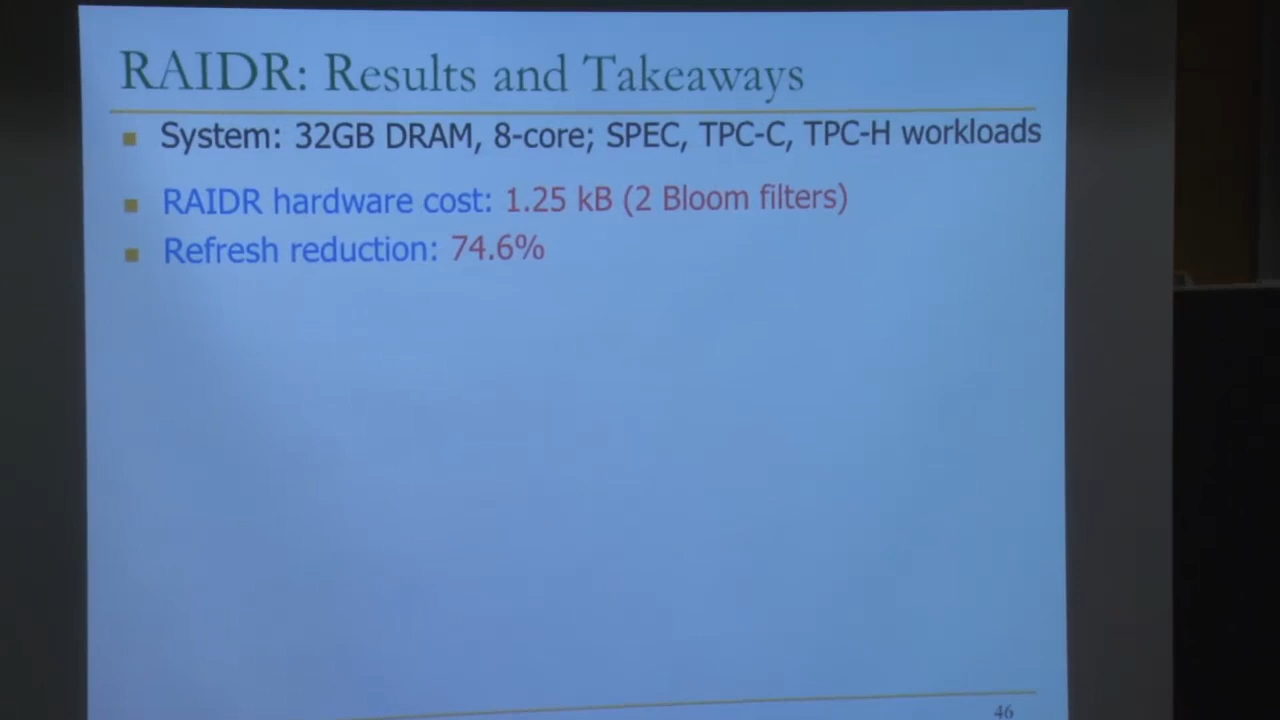 RAIDR: Results and Takeaways
System: 32GB DRAM, 8-core; SPEC, TPC-C, TPC-H workloads
RAIDR hardware cost: 1.25 kB (2 Bloom filters)
Refresh reduction: 74.6%
46